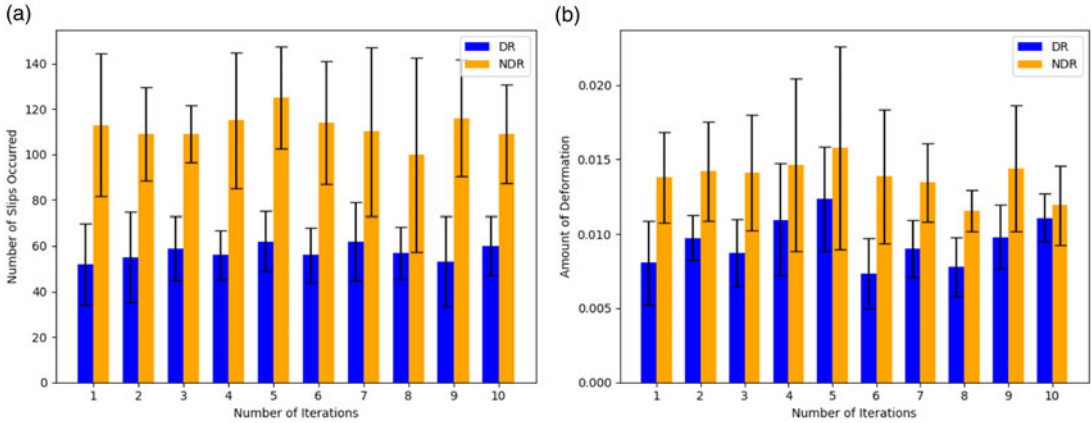 (a)
Number of Slips Occurred
140
120
100
80
60
40
20
0
DR
NDR
1 2 3 4 5 6 7 8 9 10
Number of Iterations
(b)
Amount of Deformation
0.020
0.015
0.010
0.005
0.000
DR
NDR
1 2 3 4 5 6 7 8 9 10
Number of Iterations